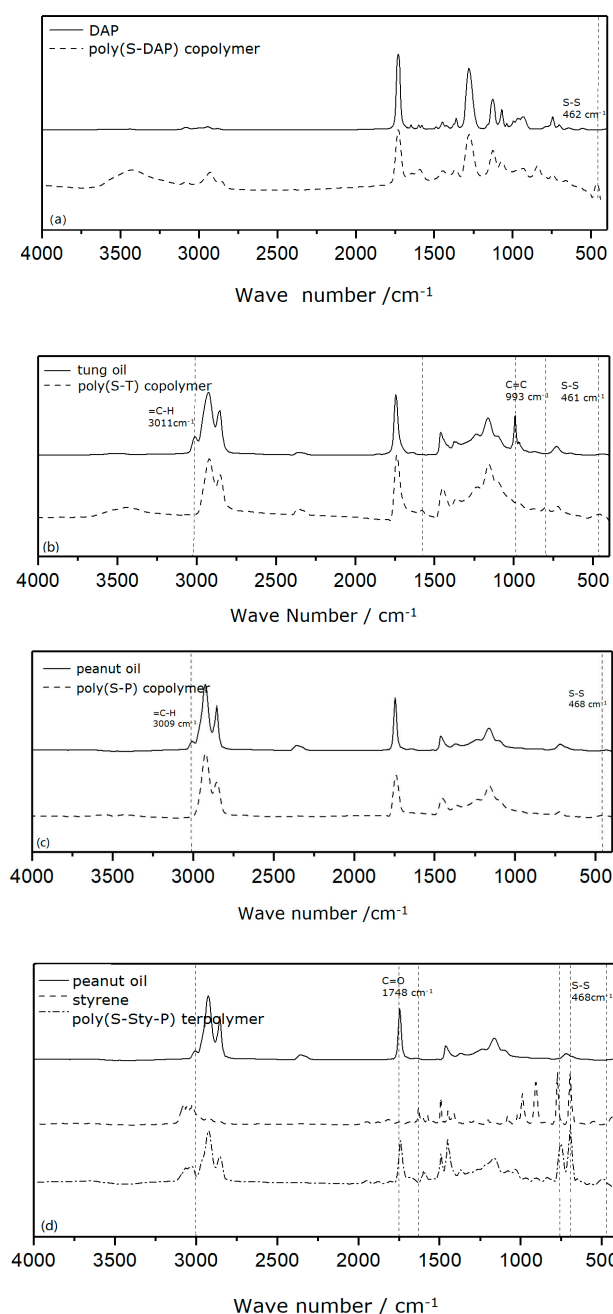 DAP
poly(S-DAP) copolymer
S-S
462 cm⁻¹
(a)
4000 3500 3000 2500 2000 1500 1000 500
Wave number /cm⁻¹
tung oil
poly(S-T) copolymer
=C-H
3011cm⁻¹
C=C
993 cm⁻¹
S-S
461 cm⁻¹
(b)
4000 3500 3000 2500 2000 1500 1000 500
Wave Number / cm⁻¹
peanut oil
poly(S-P) copolymer
=C-H
3009 cm⁻¹
S-S
468 cm⁻¹
(c)
4000 3500 3000 2500 2000 1500 1000 500
Wave number /cm⁻¹
peanut oil
styrene
poly(S-Sty-P) terpolymer
C=O
1748 cm⁻¹
S-S
468cm⁻¹
(d)
4000 3500 3000 2500 2000 1500 1000 500
Wave number /cm⁻¹